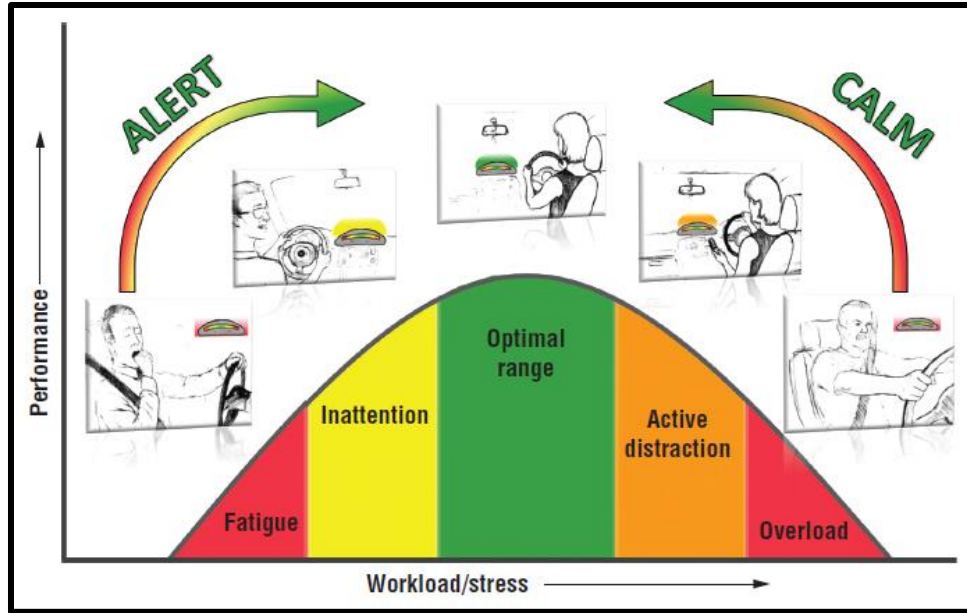 ALERT
CALM
Performance
Optimal
range
Inattention
Active
distraction
Fatigue
Overload
Workload/stress